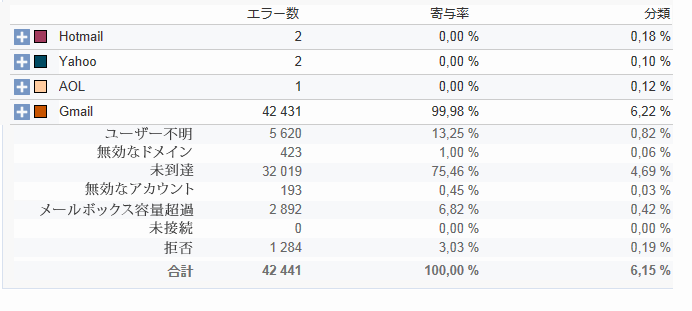 エラー数 寄与率 分類
Hotmail 2 0,00 % 0,18 %
Yahoo 2 0,00 % 0,10 %
AOL 1 0,00 % 0,12 %
Gmail 42 431 99,98 % 6,22 %
ユーザー不明 5 620 13,25 % 0,82 %
無効なドメイン 423 1,00 % 0,06 %
未到達 32 019 75,46 % 4,69 %
無効なアカウント 193 0,45 % 0,03 %
メールボックス容量超過 2 892 6,82 % 0,42 %
未接続 0 0,00 % 0,00 %
拒否 1 284 3,03 % 0,19 %
合計 42 441 100,00 % 6,15 %